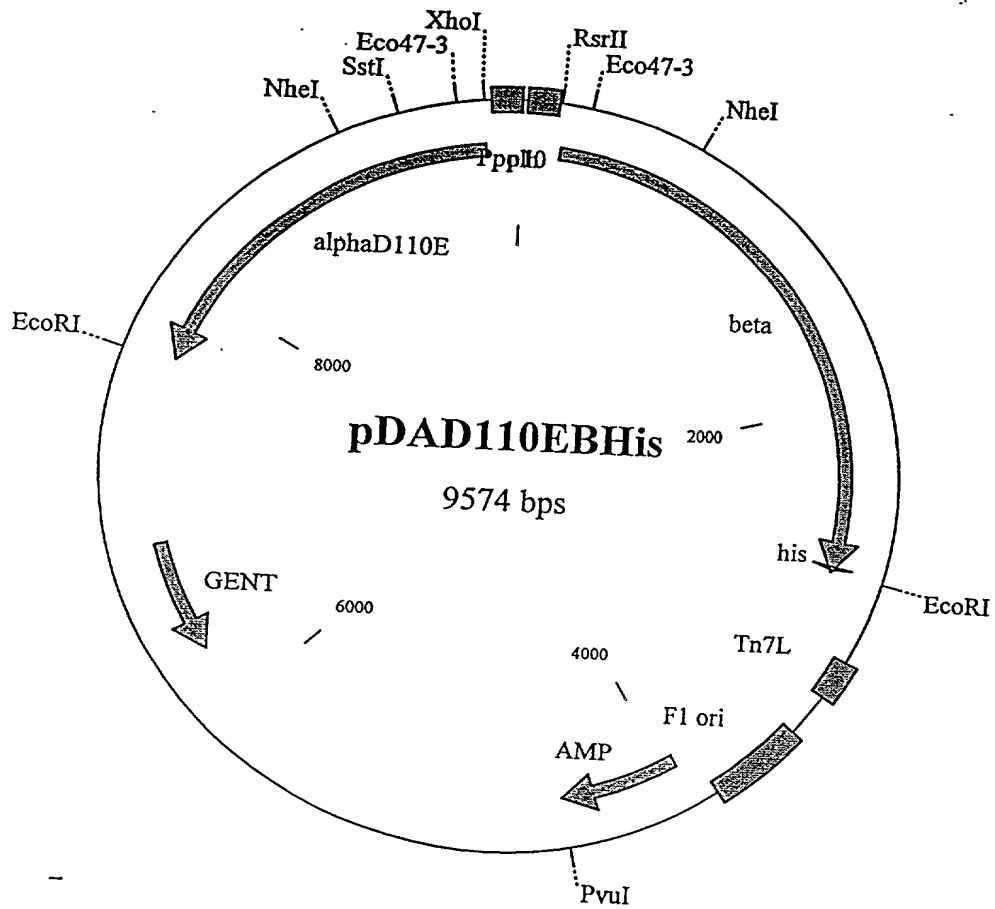 XhoI
RsrII
Eco47-3
Eco47-3
SstI
NheI
NheI
alphaD110E
EcoRI
beta
8000
pDAD110EBHis
2000
9574 bps
his
GENT
EcoRI
6000
Tn7L
4000
F1 ori
AMP
PvuI